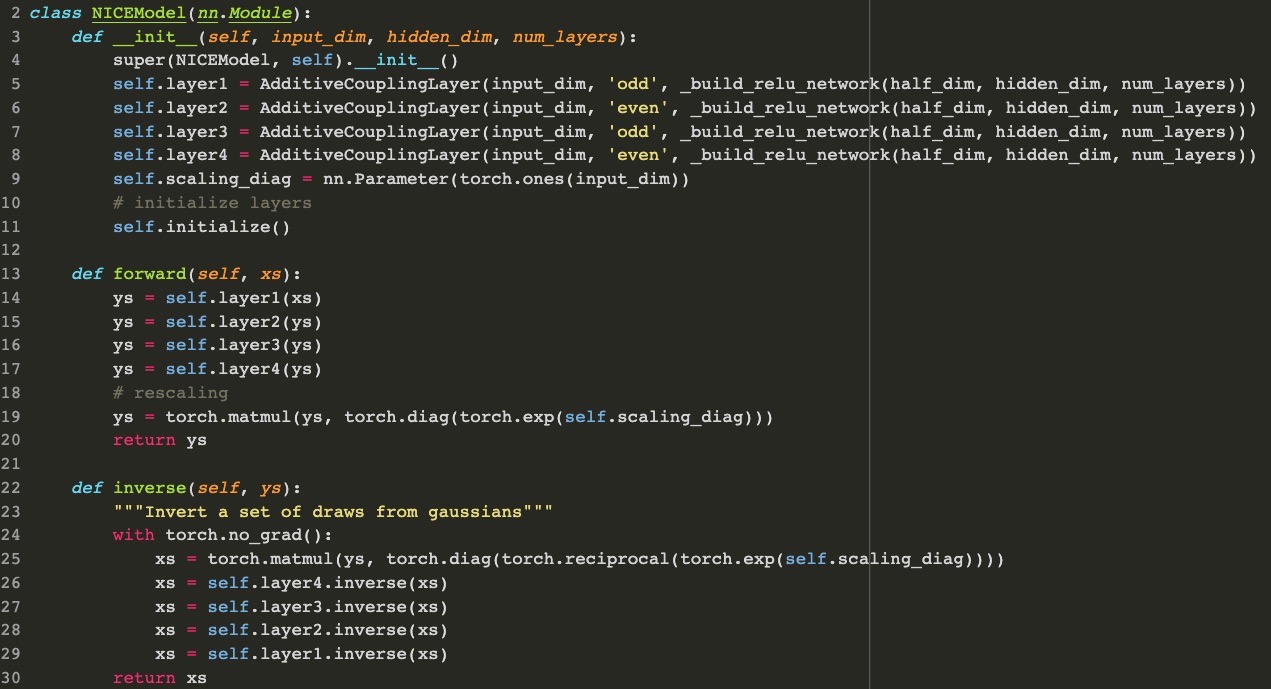 2 class NICEModel(nn.Module):
3     def __init__(self, input_dim, hidden_dim, num_layers):
4         super(NICEModel, self).__init__()
5         self.layer1 = AdditiveCouplingLayer(input_dim, 'odd', _build_relu_network(half_dim, hidden_dim, num_layers))
6         self.layer2 = AdditiveCouplingLayer(input_dim, 'even', _build_relu_network(half_dim, hidden_dim, num_layers))
7         self.layer3 = AdditiveCouplingLayer(input_dim, 'odd', _build_relu_network(half_dim, hidden_dim, num_layers))
8         self.layer4 = AdditiveCouplingLayer(input_dim, 'even', _build_relu_network(half_dim, hidden_dim, num_layers))
9         self.scaling_diag = nn.Parameter(torch.ones(input_dim))
10         # initialize layers
11         self.initialize()
12
13     def forward(self, xs):
14         ys = self.layer1(xs)
15         ys = self.layer2(ys)
16         ys = self.layer3(ys)
17         ys = self.layer4(ys)
18         # rescaling
19         ys = torch.matmul(ys, torch.diag(torch.exp(self.scaling_diag)))
20         return ys
21
22     def inverse(self, ys):
23         """Invert a set of draws from gaussians"""
24         with torch.no_grad():
25             xs = torch.matmul(ys, torch.diag(torch.reciprocal(torch.exp(self.scaling_diag))))
26             xs = self.layer4.inverse(xs)
27             xs = self.layer3.inverse(xs)
28             xs = self.layer2.inverse(xs)
29             xs = self.layer1.inverse(xs)
30         return xs